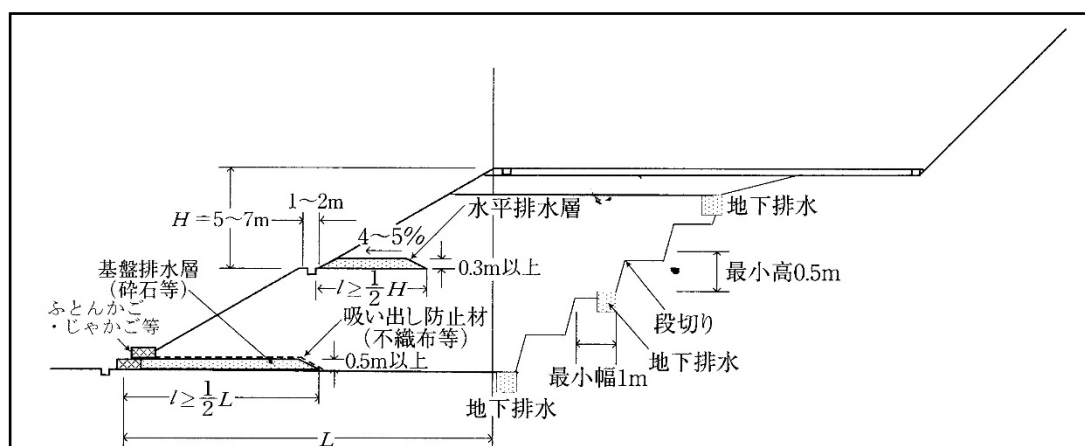 1~2m
H=5~7m
水平排水層
地下排水
4~5%
0.3m以上
最小高0.5m
基盤排水層
(砕石等)
l≥1/2H
ふとんかご
・じゃかご等
吸い出し防止材
(不織布等)
段切り
0.5m以上
地下排水
最小幅1m
l≥1/2L
地下排水
L